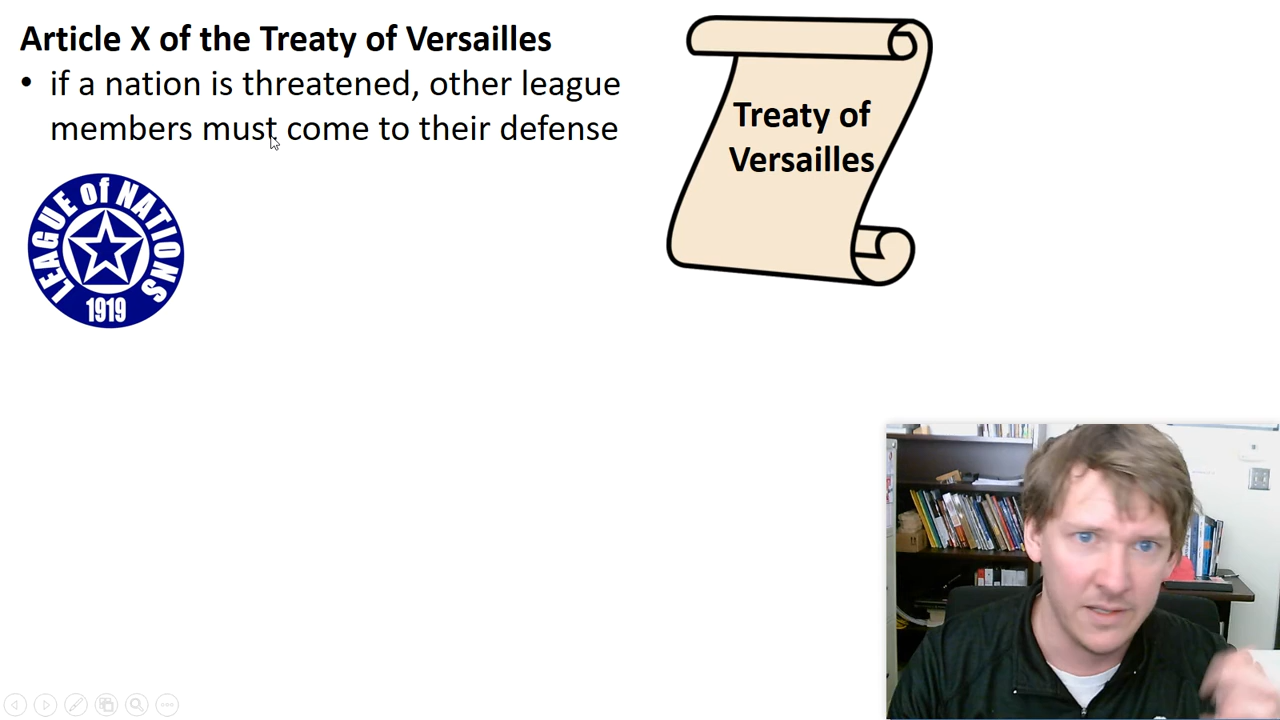 Article X of the Treaty of Versailles
• if a nation is threatened, other league
members must come to their defense
Treaty of
Versailles
LEAGUE of NATIONS
1919